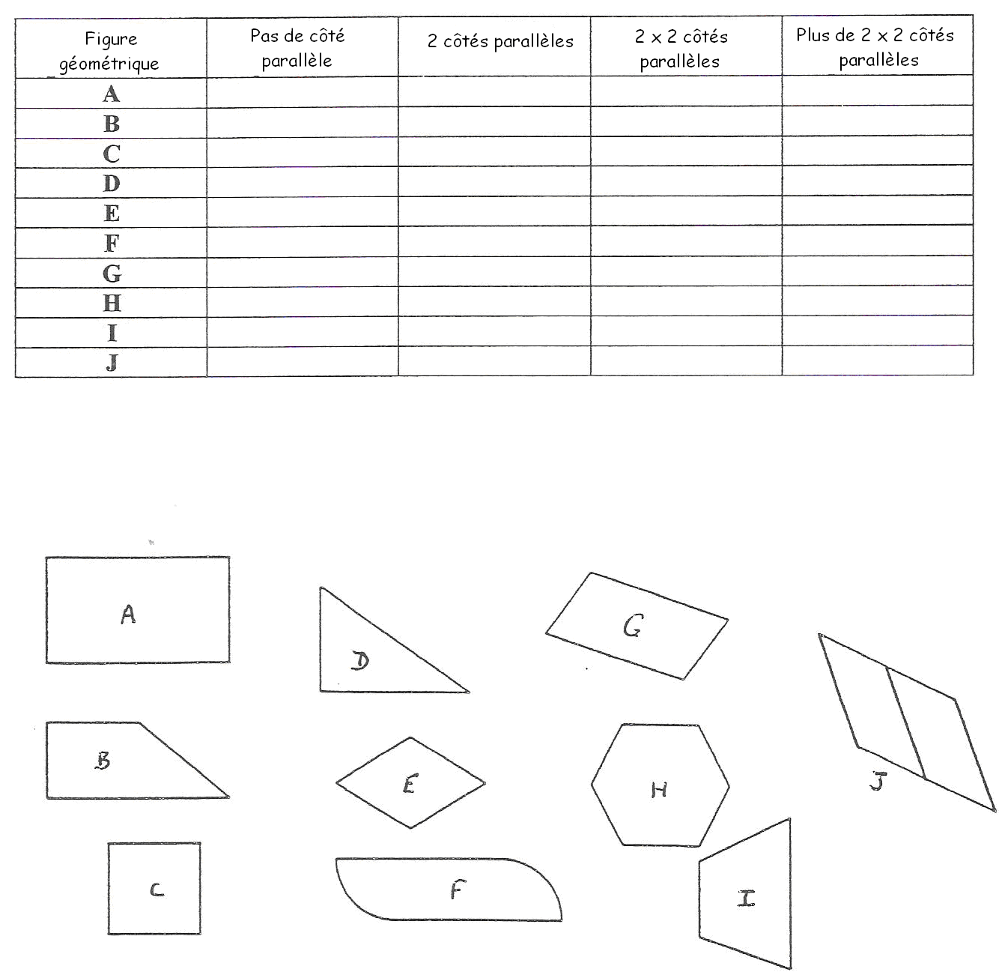 Figure
géométrique
Pas de côté
parallèle
2 côtés parallèles
2 x 2 côtés
parallèles
Plus de 2 x 2 côtés
parallèles
A
B
C
D
E
F
G
H
I
J
A
D
G
B
E
H
J
C
F
I